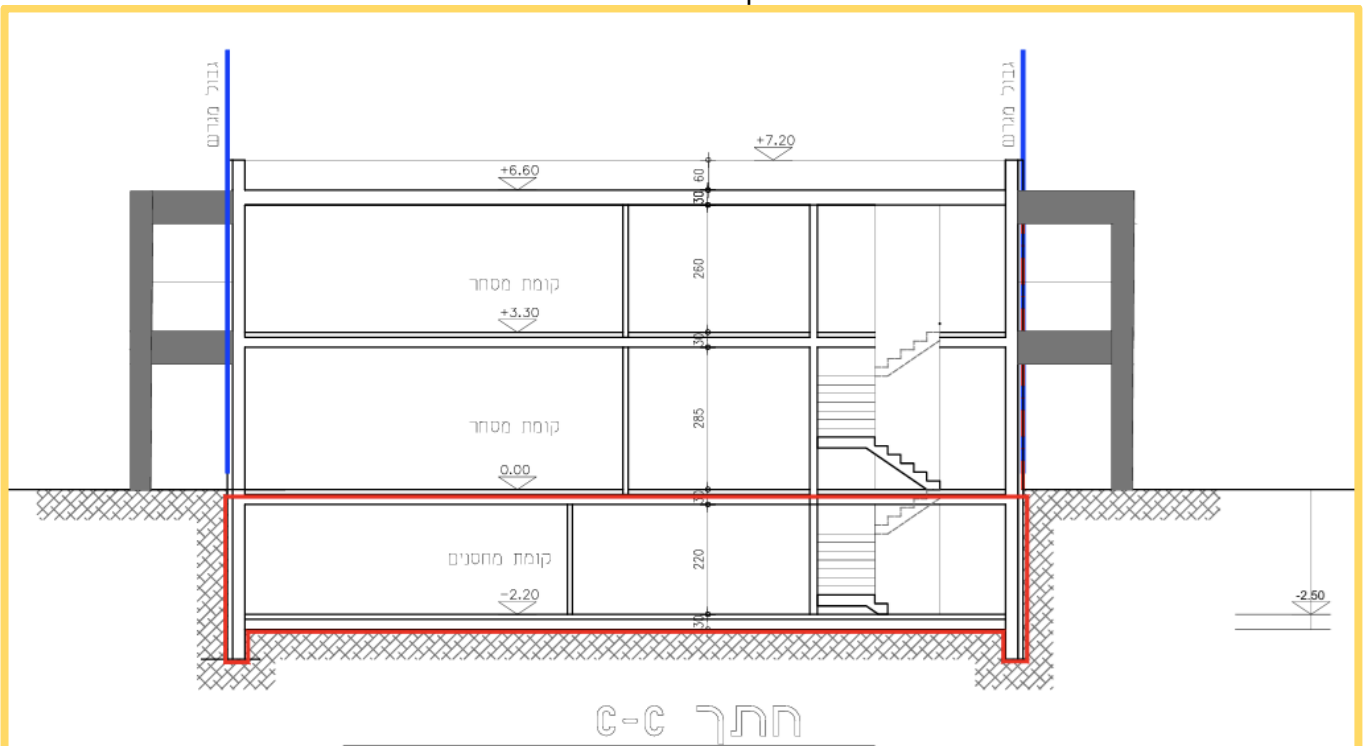 גבול מגרש
גבול מגרש
+7.20
+6.60
60
30
260
קומת מסחר
+3.30
30
285
קומת מסחר
0.00
30
220
קומת מחסנים
-2.20
-2.50
30
חתך C-C